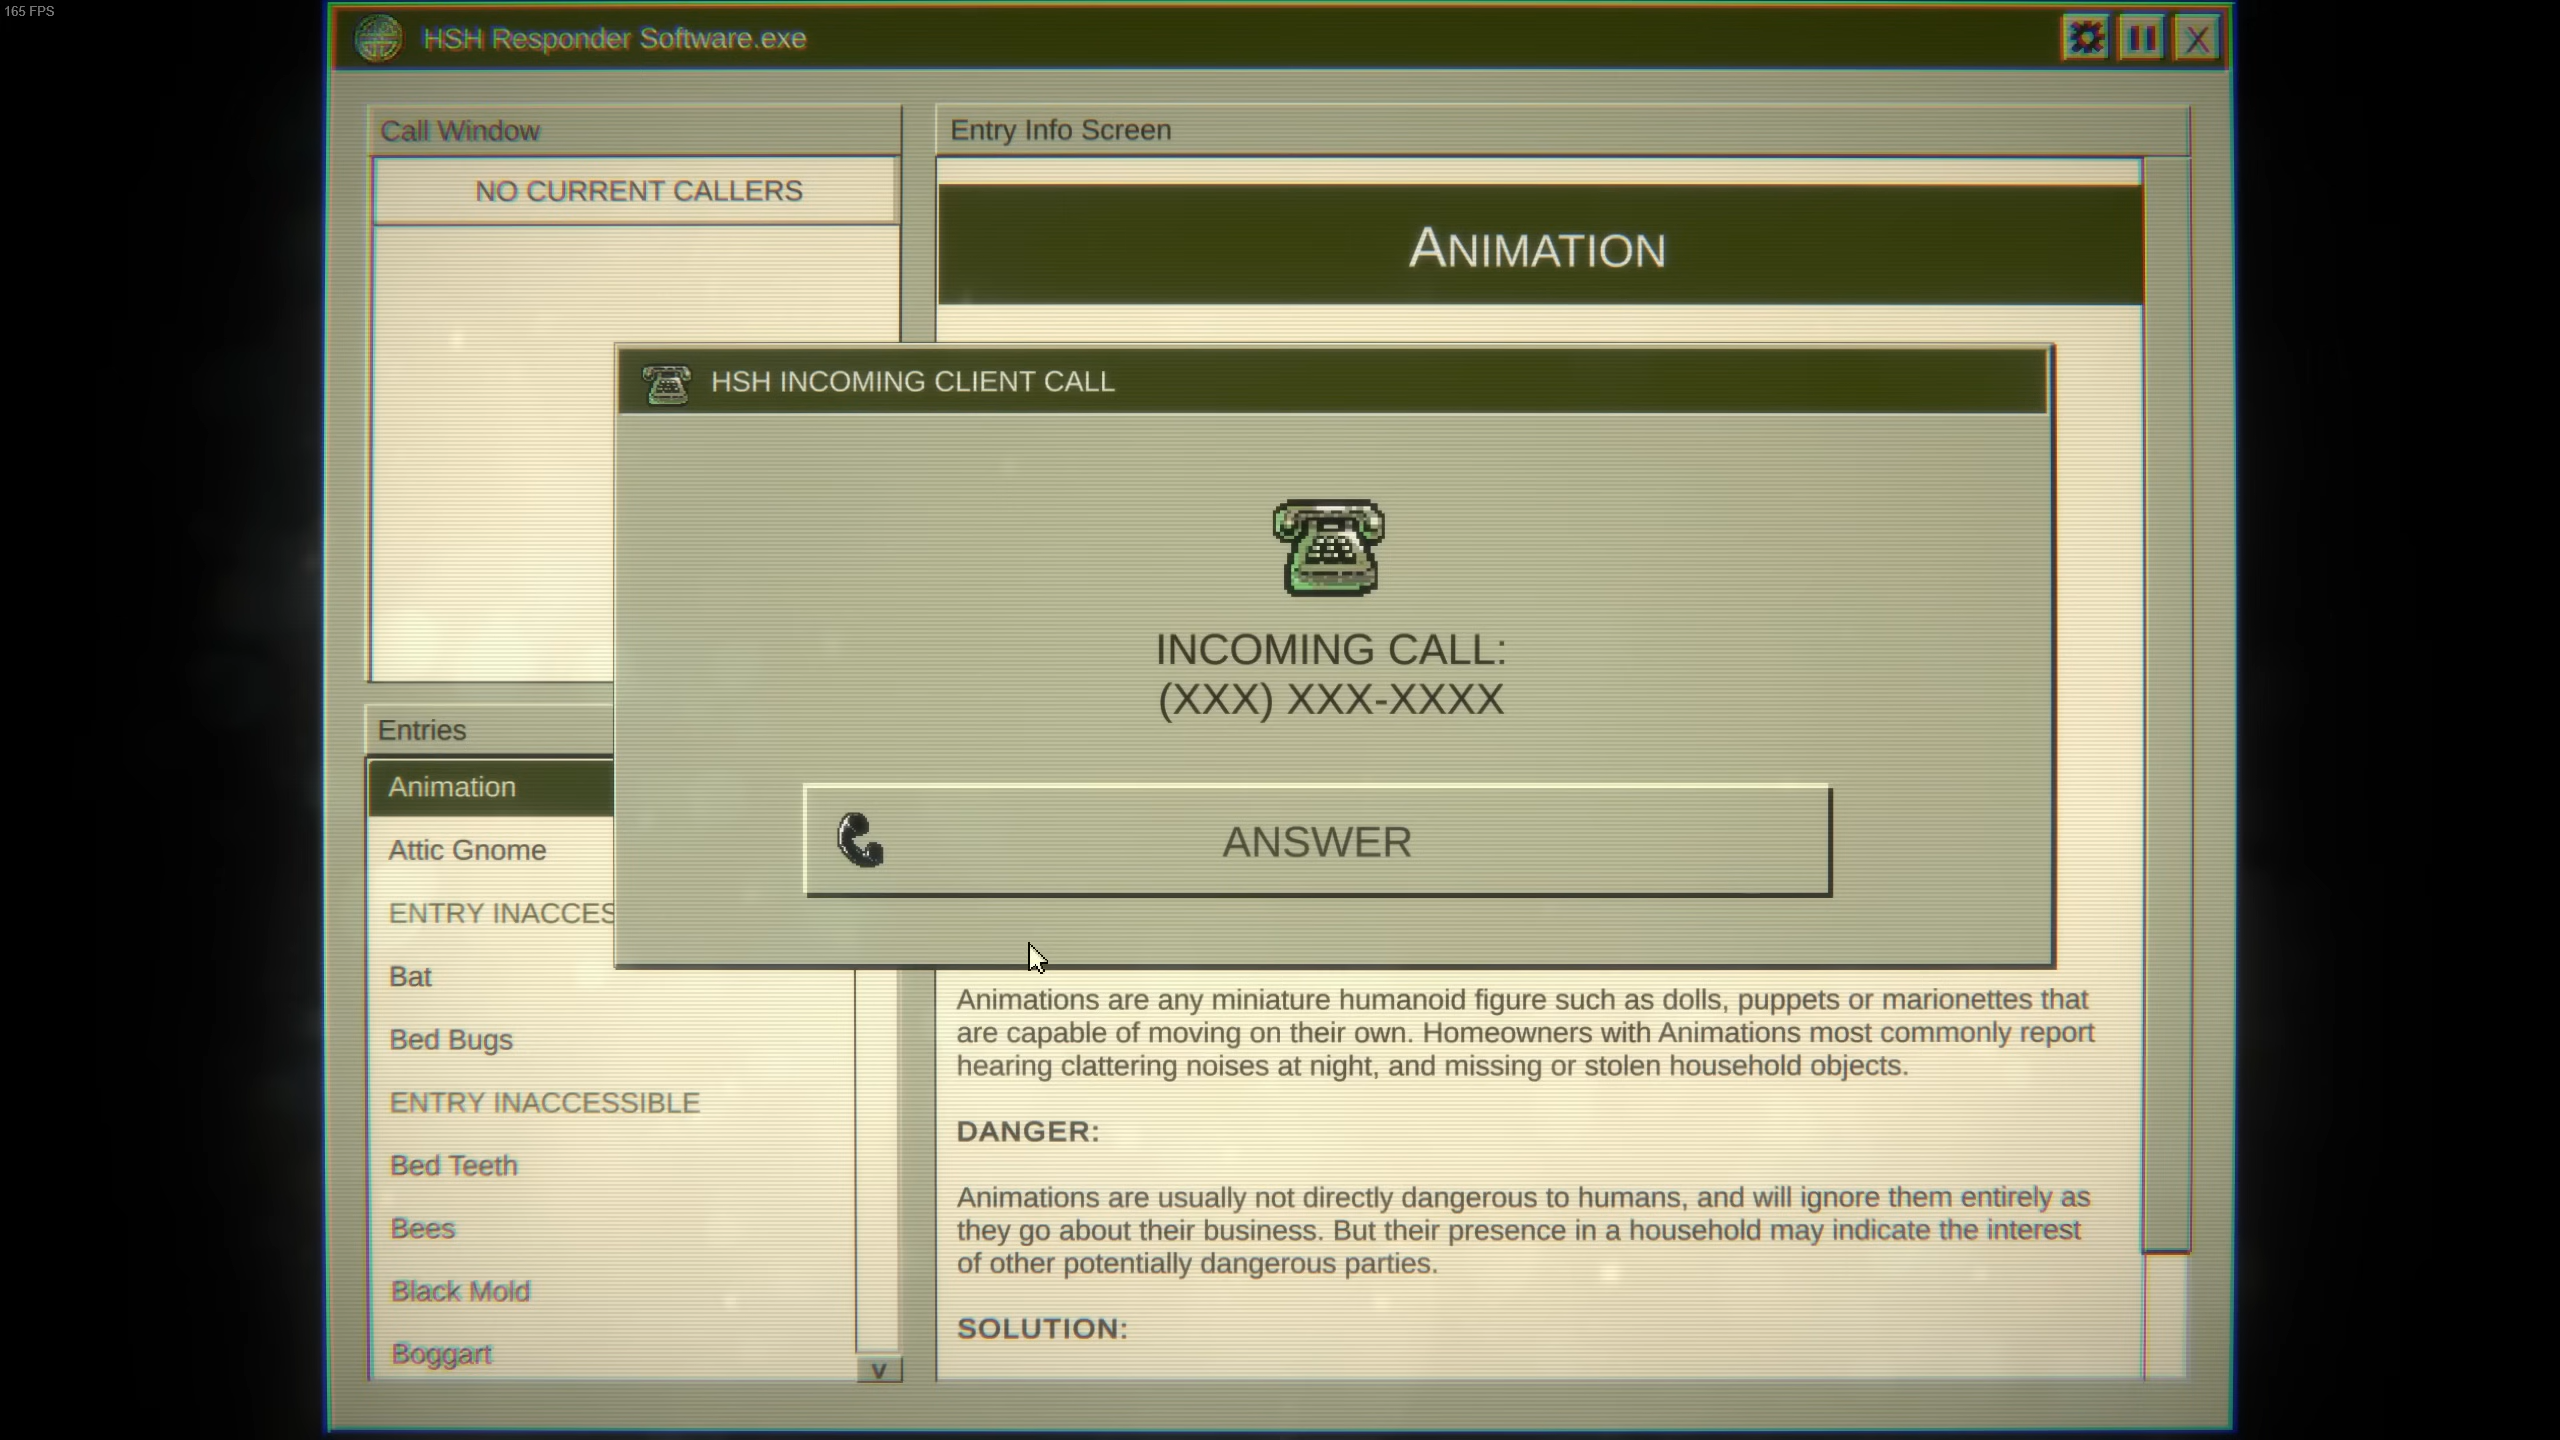 165 FPS
HSH Responder Software.exe
X
Call Window
NO CURRENT CALLERS
Entry Info Screen
ANIMATION
HSH INCOMING CLIENT CALL
INCOMING CALL:
(XXX) XXX-XXXX
ANSWER
Entries
Animation
Attic Gnome
ENTRY INACCES
Bat
Bed Bugs
ENTRY INACCESSIBLE
Bed Teeth
Bees
Black Mold
Boggart
V
Animations are any miniature humanoid figure such as dolls, puppets or marionettes that
are capable of moving on their own. Homeowners with Animations most commonly report
hearing clattering noises at night, and missing or stolen household objects.
DANGER:
Animations are usually not directly dangerous to humans, and will ignore them entirely as
they go about their business. But their presence in a household may indicate the interest
of other potentially dangerous parties.
SOLUTION: